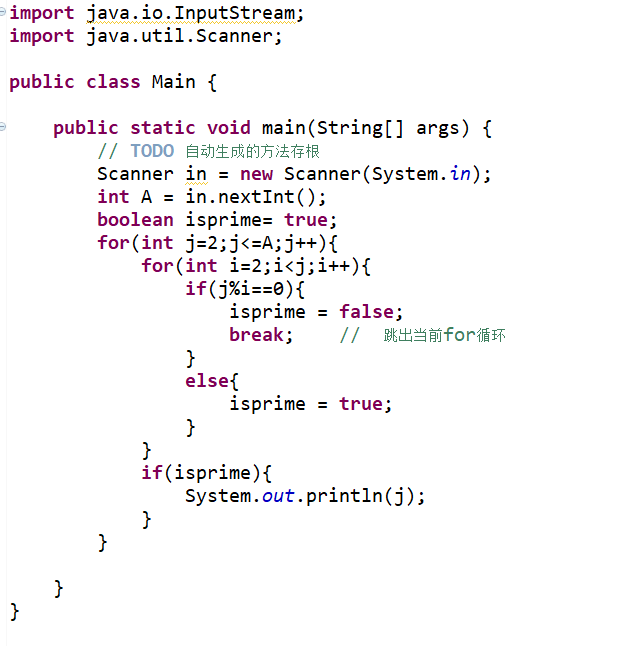 import java.io.InputStream;
import java.util.Scanner;
public class Main {
public static void main(String[] args) {
// TODO 自动生成的方法存根
Scanner in = new Scanner(System.in);
int A = in.nextInt();
boolean isprime= true;
for(int j=2;j<=A;j++){
for(int i=2;i<j;i++){
if(j%i==0){
isprime = false;
break;    //  跳出当前for循环
}
else{
isprime = true;
}
}
if(isprime){
System.out.println(j);
}
}
}
}